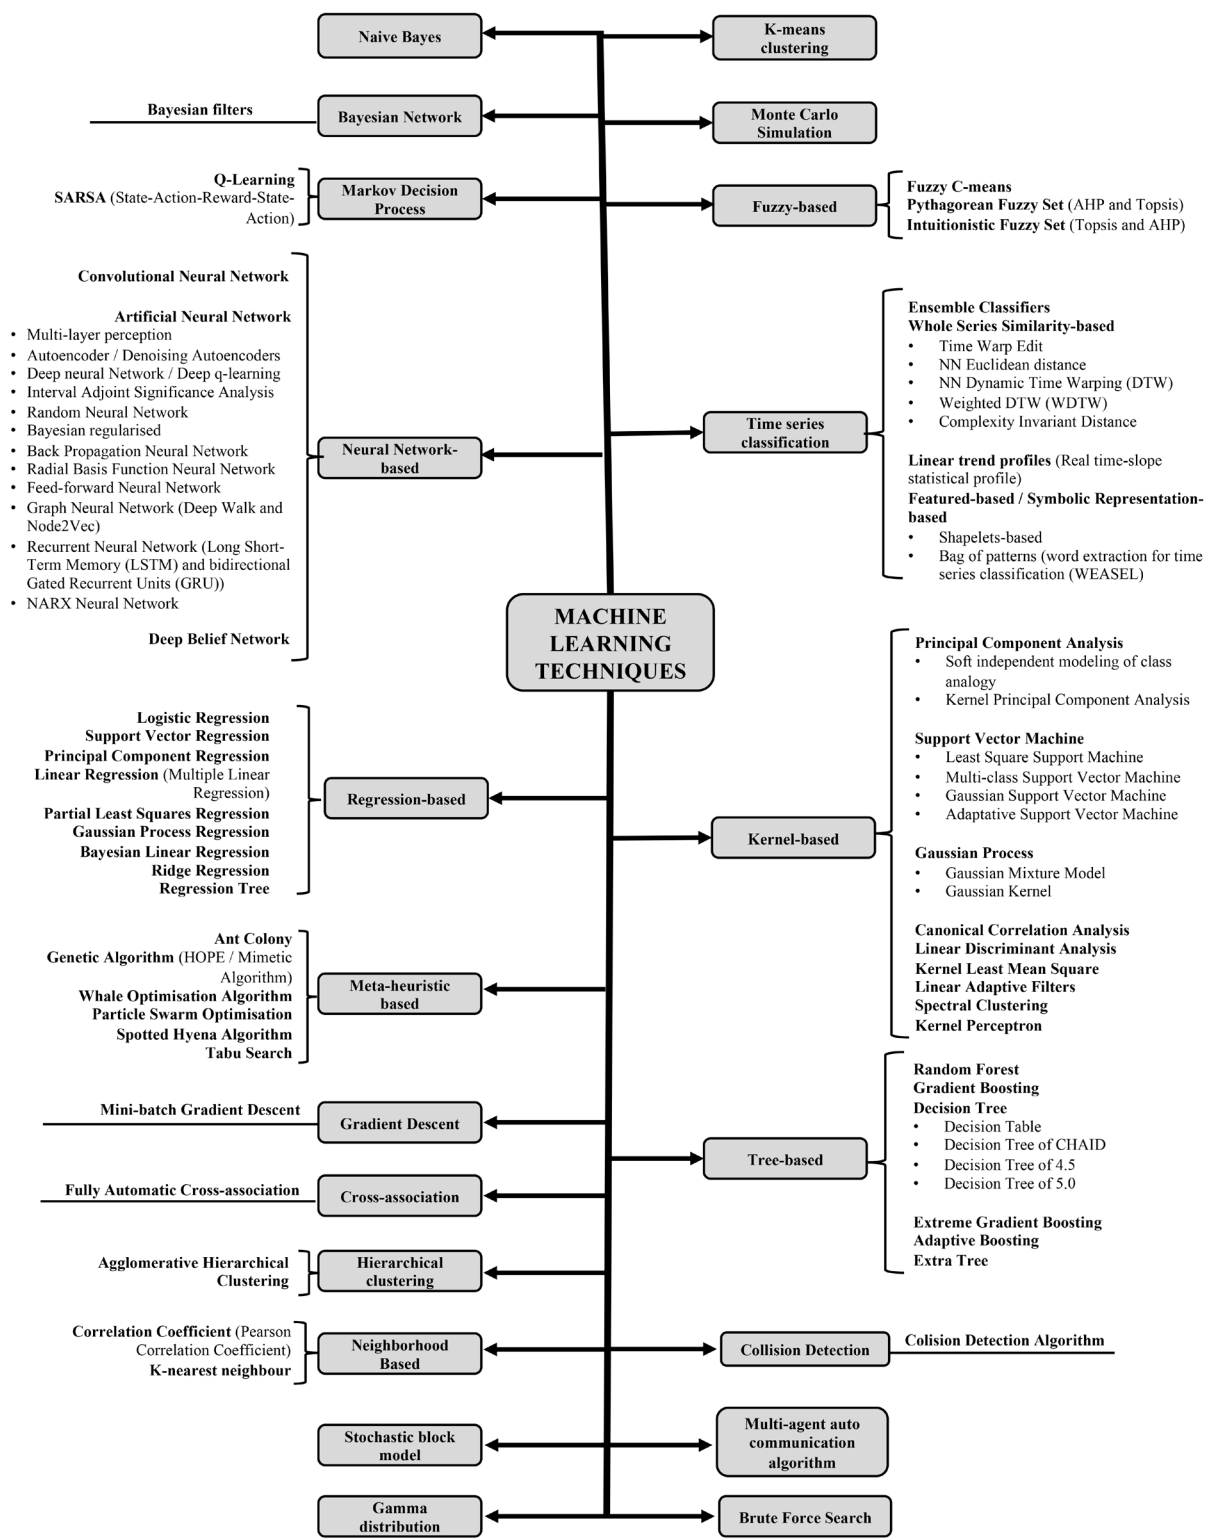 Naive Bayes
K-means
clustering
Bayesian filters
Bayesian Network
Monte Carlo
Simulation
Q-Learning
SARSA (State-Action-Reward-State-
Action)
Markov Decision
Process
Fuzzy-based
Fuzzy C-means
Pythagorean Fuzzy Set (AHP and Topsis)
Intuitionistic Fuzzy Set (Topsis and AHP)
Convolutional Neural Network
Artificial Neural Network
• Multi-layer perception
• Autoencoder / Denoising Autoencoders
• Deep neural Network / Deep q-learning
• Interval Adjoint Significance Analysis
• Random Neural Network
• Bayesian regularised
• Back Propagation Neural Network
• Radial Basis Function Neural Network
• Feed-forward Neural Network
• Graph Neural Network (Deep Walk and
Node2Vec)
• Recurrent Neural Network (Long Short-
Term Memory (LSTM) and bidirectional
Gated Recurrent Units (GRU))
• NARX Neural Network
Deep Belief Network
Neural Network-
based
Time series
classification
Ensemble Classifiers
Whole Series Similarity-based
• Time Warp Edit
• NN Euclidean distance
• NN Dynamic Time Warping (DTW)
• Weighted DTW (WDTW)
• Complexity Invariant Distance
Linear trend profiles (Real time-slope
statistical profile)
Featured-based / Symbolic Representation-
based
• Shapelets-based
• Bag of patterns (word extraction for time
series classification (WEASEL)
MACHINE
LEARNING
TECHNIQUES
Logistic Regression
Support Vector Regression
Principal Component Regression
Linear Regression (Multiple Linear
Regression)
Partial Least Squares Regression
Gaussian Process Regression
Bayesian Linear Regression
Ridge Regression
Regression Tree
Regression-based
Kernel-based
Principal Component Analysis
• Soft independent modeling of class
analogy
• Kernel Principal Component Analysis
Support Vector Machine
• Least Square Support Machine
• Multi-class Support Vector Machine
• Gaussian Support Vector Machine
• Adaptative Support Vector Machine
Gaussian Process
• Gaussian Mixture Model
• Gaussian Kernel
Canonical Correlation Analysis
Linear Discriminant Analysis
Kernel Least Mean Square
Linear Adaptive Filters
Spectral Clustering
Kernel Perceptron
Ant Colony
Genetic Algorithm (HOPE / Mimetic
Algorithm)
Whale Optimisation Algorithm
Particle Swarm Optimisation
Spotted Hyena Algorithm
Tabu Search
Meta-heuristic
based
Mini-batch Gradient Descent
Gradient Descent
Tree-based
Random Forest
Gradient Boosting
Decision Tree
• Decision Table
• Decision Tree of CHAID
• Decision Tree of 4.5
• Decision Tree of 5.0
Extreme Gradient Boosting
Adaptive Boosting
Extra Tree
Fully Automatic Cross-association
Cross-association
Agglomerative Hierarchical
Clustering
Hierarchical
clustering
Correlation Coefficient (Pearson
Correlation Coefficient)
K-nearest neighbour
Neighborhood
Based
Collision Detection
Colision Detection Algorithm
Stochastic block
model
Multi-agent auto
communication
algorithm
Gamma
distribution
Brute Force Search